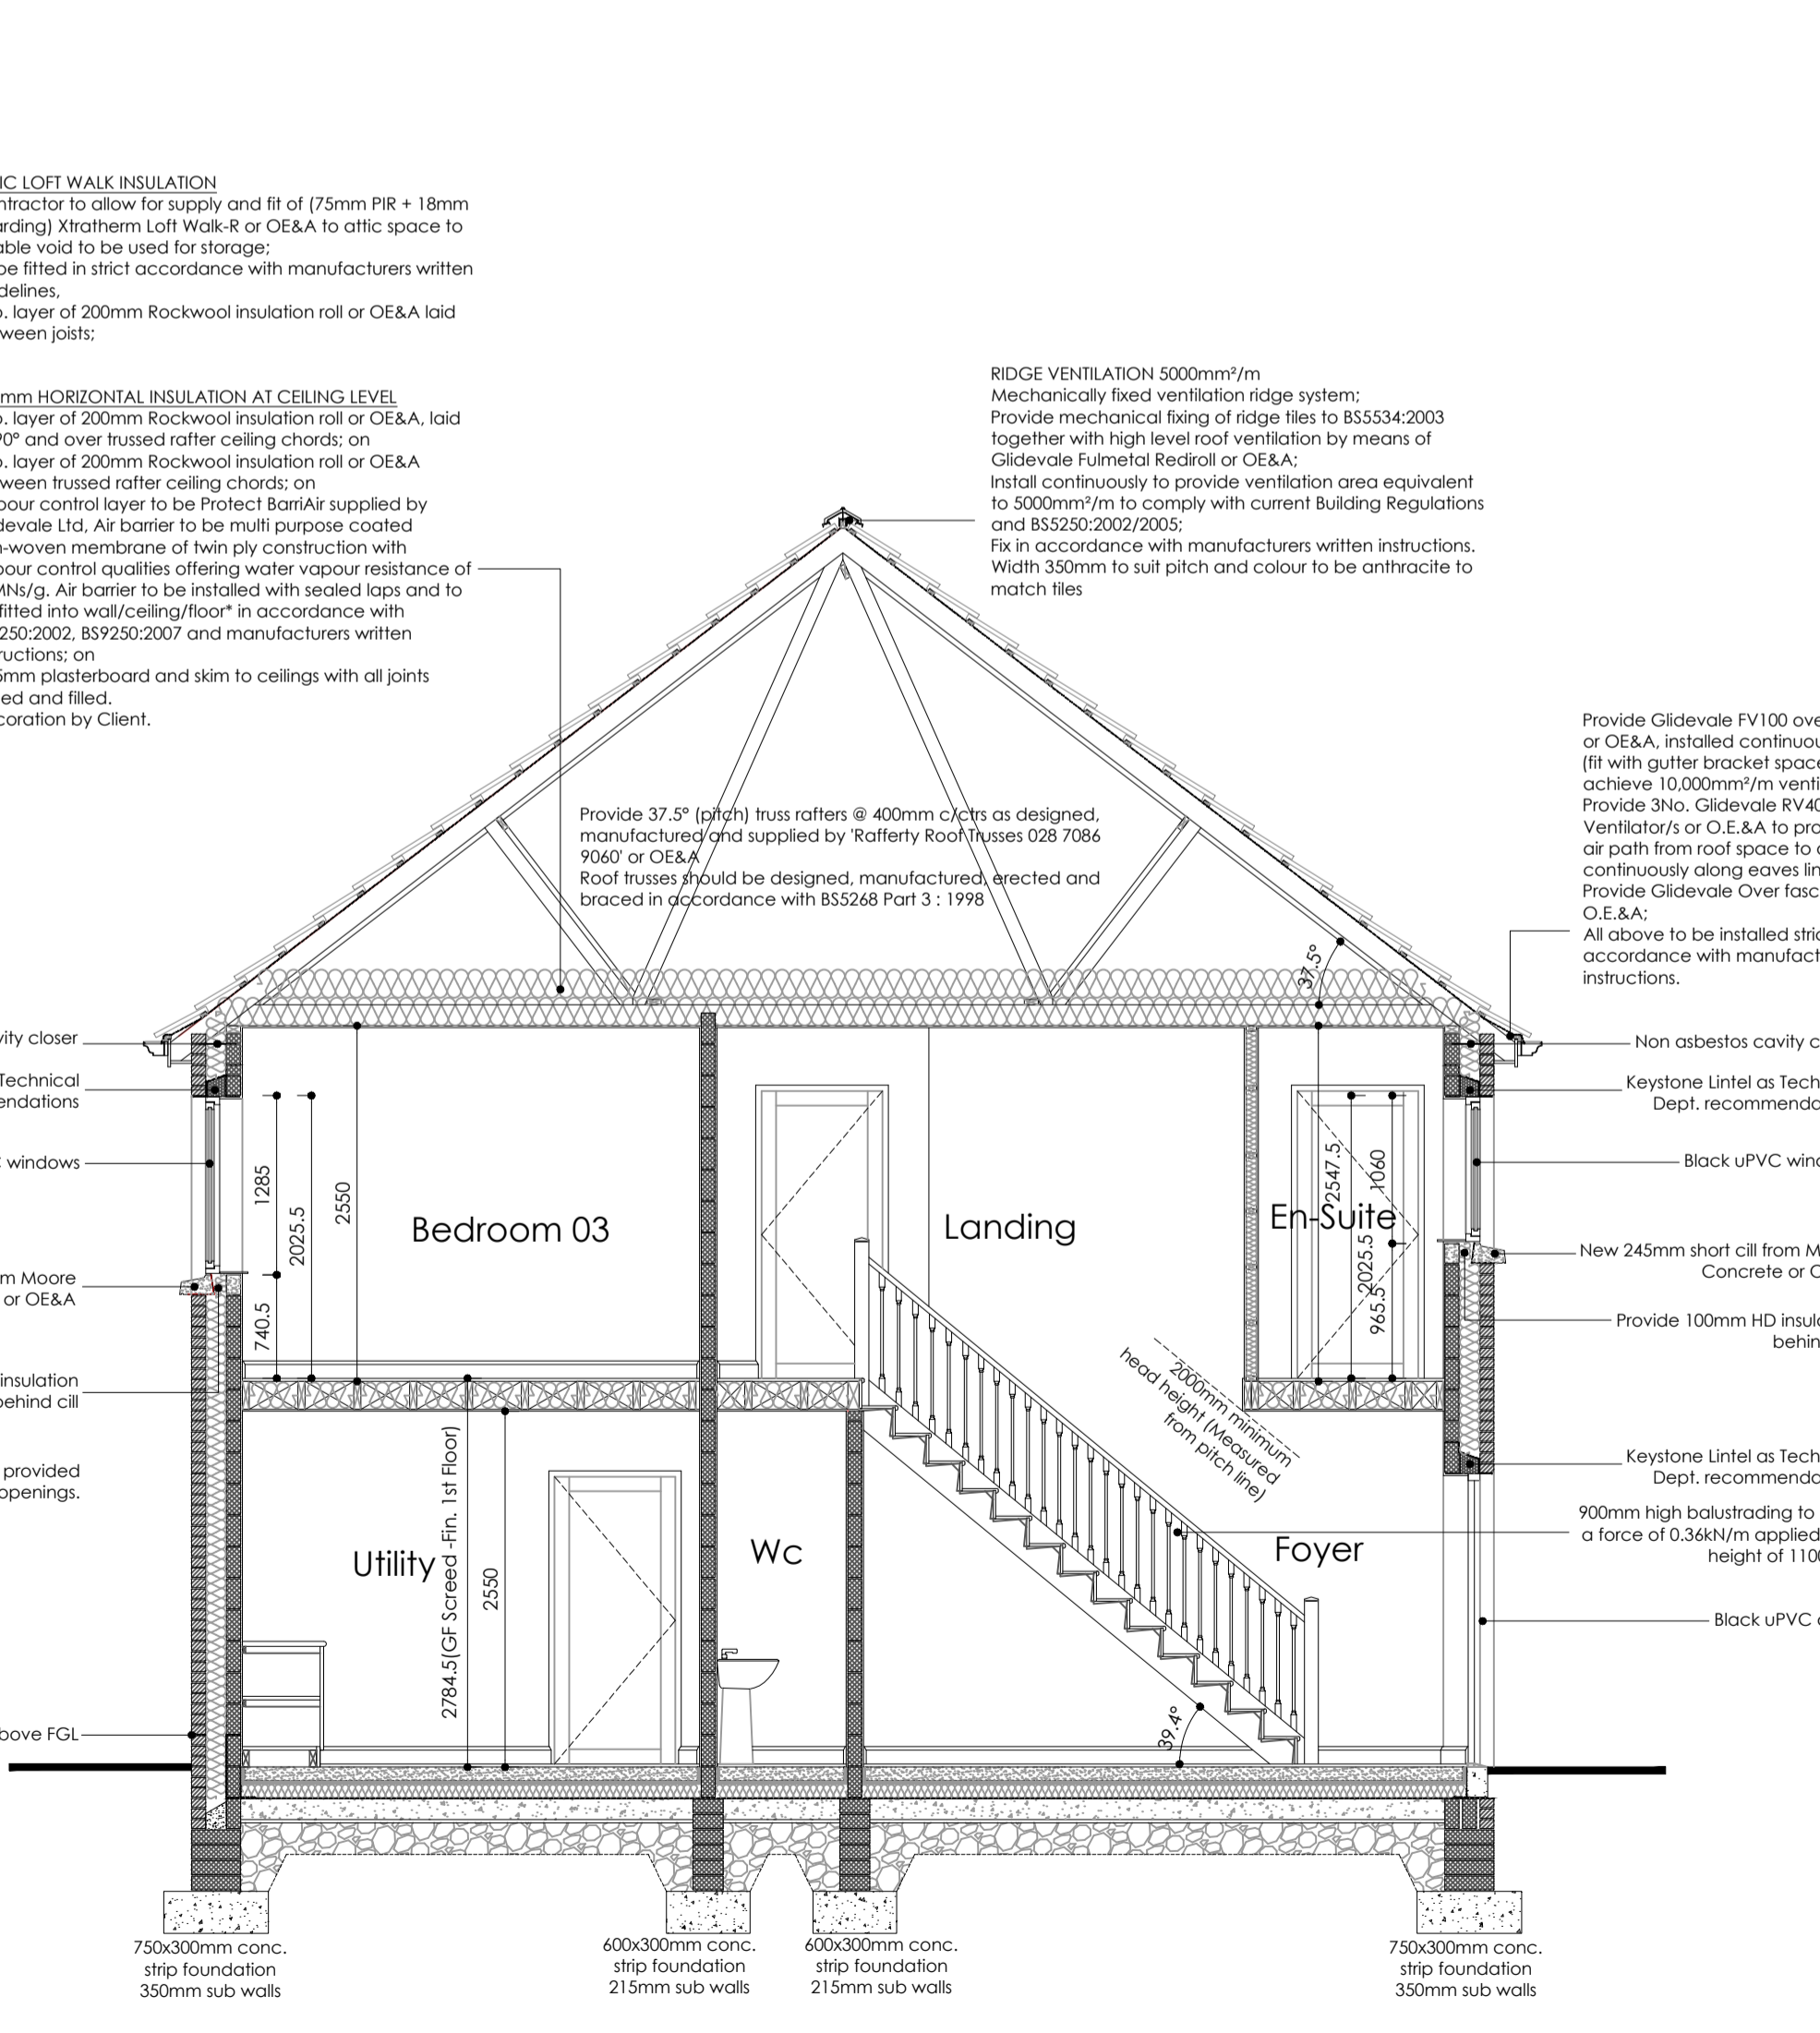 IC LOFT WALK INSULATION
ntractor to allow for supply and fit of (75mm PIR + 18mm
arding) Xtratherm Loft Walk-R or OE&A to attic space to
able void to be used for storage;
be fitted in strict accordance with manufacturers written
delines,
o. layer of 200mm Rockwool insulation roll or OE&A laid
ween joists;
mm HORIZONTAL INSULATION AT CEILING LEVEL
o. layer of 200mm Rockwool insulation roll or OE&A, laid
90° and over trussed rafter ceiling chords; on
o. layer of 200mm Rockwool insulation roll or OE&A
ween trussed rafter ceiling chords; on
pour control layer to be Protect BarriAir supplied by
devale Ltd, Air barrier to be multi purpose coated
n-woven membrane of twin ply construction with
pour control qualities offering water vapour resistance of
MNs/g. Air barrier to be installed with sealed laps and to
fitted into wall/ceiling/floor* in accordance with
250:2002, BS9250:2007 and manufacturers written
ructions; on
5mm plasterboard and skim to ceilings with all joints
ed and filled.
coration by Client.
RIDGE VENTILATION 5000mm²/m
Mechanically fixed ventilation ridge system;
Provide mechanical fixing of ridge tiles to BS5534:2003
together with high level roof ventilation by means of
Glidevale Fulmetal Rediroll or OE&A;
Install continuously to provide ventilation area equivalent
to 5000mm²/m to comply with current Building Regulations
and BS5250:2002/2005;
Fix in accordance with manufacturers written instructions.
Width 350mm to suit pitch and colour to be anthracite to
match tiles
Provide Glidevale FV100 ove
or OE&A, installed continuou
(fit with gutter bracket space
achieve 10,000mm²/m venti
Provide 3No. Glidevale RV40
Ventilator/s or O.E.&A to pro
air path from roof space to
continuously along eaves lin
Provide Glidevale Over fasc
O.E.&A;
All above to be installed stric
accordance with manufact
instructions.
Provide 37.5° (pitch) truss rafters @ 400mm c/ctrs as designed,
manufactured and supplied by 'Rafferty Roof Trusses 028 7086
9060' or OE&A
Roof trusses should be designed, manufactured, erected and
braced in accordance with BS5268 Part 3 : 1998
37.5°
vity closer
Technical
endations
C windows
m Moore
or OE&A
insulation
behind cill
provided
openings.
bove FGL
1285
740.5
2025.5
2550
Bedroom 03
Landing
En-Suite
2547.5
2025.5
1060
965.5
Non asbestos cavity c
Keystone Lintel as Tech
Dept. recommenda
Black uPVC wind
New 245mm short cill from M
Concrete or O
Provide 100mm HD insula
behin
2000mm minimum
head height (Measured
from pitch line)
Keystone Lintel as Tech
Dept. recommenda
900mm high balustrading to
a force of 0.36kN/m applied
height of 1100
Black uPVC
Utility
2784.5(GF Screed -Fin. 1st Floor)
2550
Wc
Foyer
39.4°
750x300mm conc.
strip foundation
350mm sub walls
600x300mm conc.
strip foundation
215mm sub walls
600x300mm conc.
strip foundation
215mm sub walls
750x300mm conc.
strip foundation
350mm sub walls